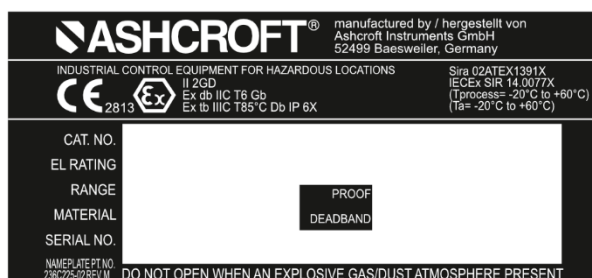 ASHCROFT®
manufactured by / hergestellt von
Ashcroft Instruments GmbH
52499 Baesweiler, Germany
INDUSTRIAL CONTROL EQUIPMENT FOR HAZARDOUS LOCATIONS
CE 2813 Ex
II 2GD
Ex db IIC T6 Gb
Ex tb IIIC T85°C Db IP 6X
Sira 02ATEX1391X
IECEx SIR 14.0077X
(Tprocess= -20°C to +60°C)
(Ta= -20°C to +60°C)
CAT. NO.
EL RATING
RANGE
PROOF
MATERIAL
DEADBAND
SERIAL NO.
NAMEPLATE PT. NO.
236C225-02 REV. M
DO NOT OPEN WHEN AN EXPLOSIVE GAS/DUST ATMOSPHERE PRESENT